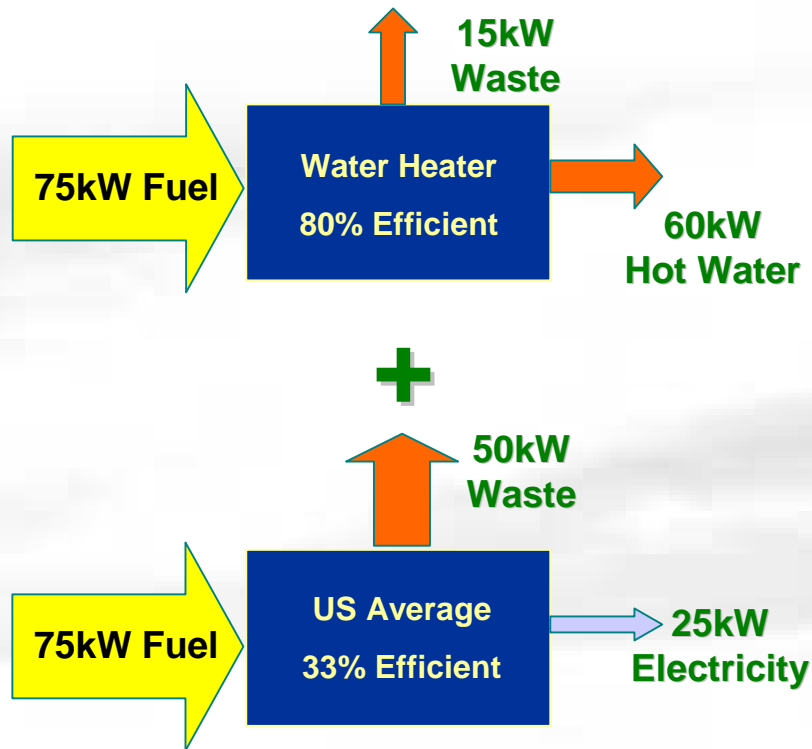 15kW
Waste
75kW Fuel
Water Heater
80% Efficient
60kW
Hot Water
+
50kW
Waste
75kW Fuel
US Average
33% Efficient
25kW
Electricity